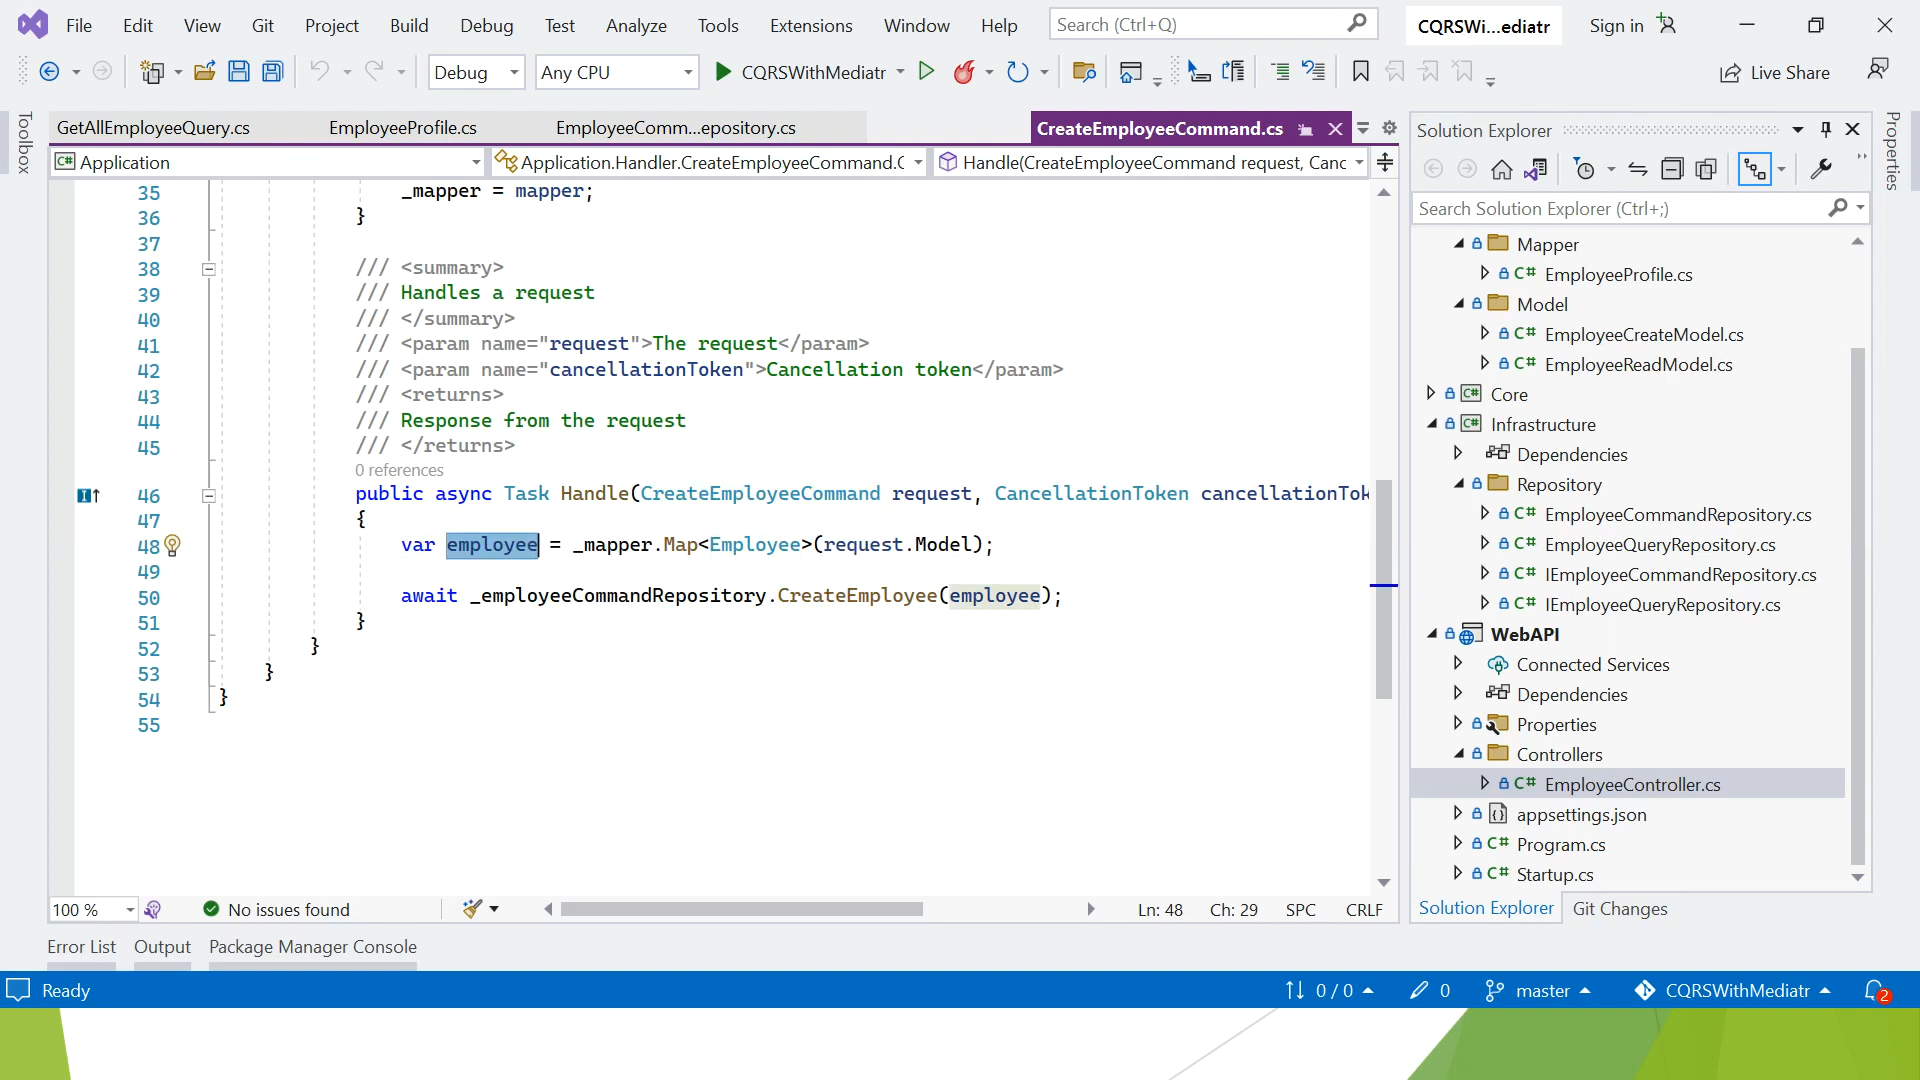 File Edit View Git Project Build Debug Test Analyze Tools Extensions Window Help Search (Ctrl+Q) CQRSWi...ediatr Sign in
Debug Any CPU CQRSWithMediatr Live Share
Toolbox
GetAllEmployeeQuery.cs EmployeeProfile.cs EmployeeComm...epository.cs CreateEmployeeCommand.cs
Application Application.Handler.CreateEmployeeCommand.C Handle(CreateEmployeeCommand request, Canc
35 _mapper = mapper;
36 }
37
38 /// <summary>
39 /// Handles a request
40 /// </summary>
41 /// <param name="request">The request</param>
42 /// <param name="cancellationToken">Cancellation token</param>
43 /// <returns>
44 /// Response from the request
45 /// </returns>
0 references
46 public async Task Handle(CreateEmployeeCommand request, CancellationToken cancellationTok
47 {
48 var employee = _mapper.Map<Employee>(request.Model);
49
50 await _employeeCommandRepository.CreateEmployee(employee);
51 }
52 }
53 }
54 }
55
100 % No issues found Ln: 48 Ch: 29 SPC CRLF
Solution Explorer
Search Solution Explorer (Ctrl+;)
Mapper
C# EmployeeProfile.cs
Model
C# EmployeeCreateModel.cs
C# EmployeeReadModel.cs
C# Core
C# Infrastructure
Dependencies
Repository
C# EmployeeCommandRepository.cs
C# EmployeeQueryRepository.cs
C# IEmployeeCommandRepository.cs
C# IEmployeeQueryRepository.cs
WebAPI
Connected Services
Dependencies
Properties
Controllers
C# EmployeeController.cs
appsettings.json
C# Program.cs
C# Startup.cs
Solution Explorer Git Changes
Properties
Error List Output Package Manager Console
Ready 0 / 0 0 master CQRSWithMediatr 2